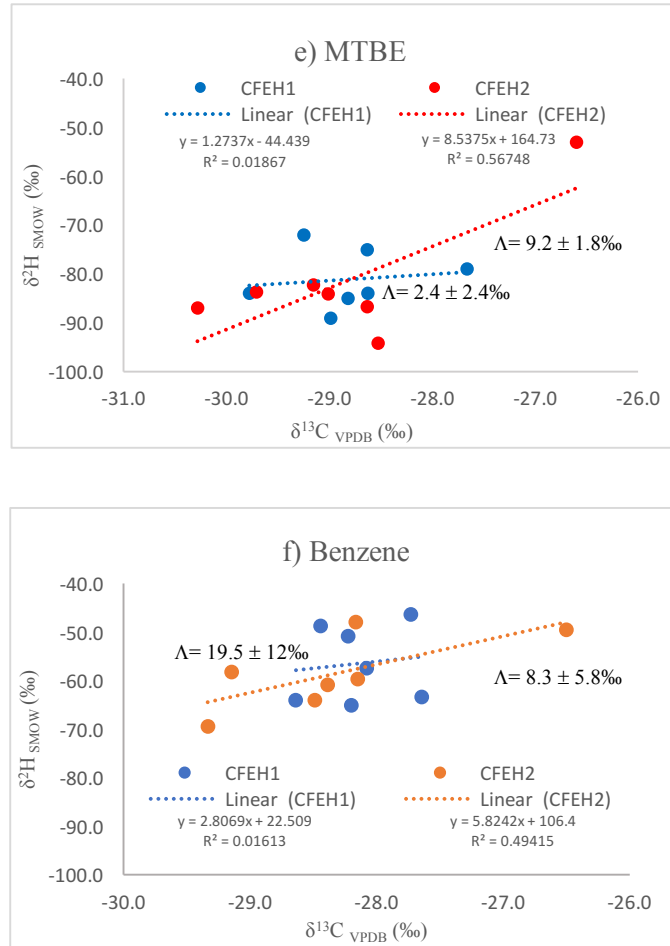 e) MTBE
-40.0
CFEH1
CFEH2
Linear (CFEH1)
Linear (CFEH2)
-50.0
y = 1.2737x - 44.439
y = 8.5375x + 164.73
R² = 0.01867
R² = 0.56748
-60.0
-70.0
Λ= 9.2 ± 1.8‰
-80.0
Λ= 2.4 ± 2.4‰
-90.0
-100.0
δ²H SMOW (‰)
-31.0 -30.0 -29.0 -28.0 -27.0 -26.0
δ¹³C VPDB (‰)
f) Benzene
-40.0
-50.0
Λ= 19.5 ± 12‰
-60.0
Λ= 8.3 ± 5.8‰
-70.0
CFEH1
CFEH2
-80.0
Linear (CFEH1)
Linear (CFEH2)
y = 2.8069x + 22.509
y = 5.8242x + 106.4
-90.0
R² = 0.01613
R² = 0.49415
-100.0
δ²H SMOW (‰)
-30.0 -29.0 -28.0 -27.0 -26.0
δ¹³C VPDB (‰)